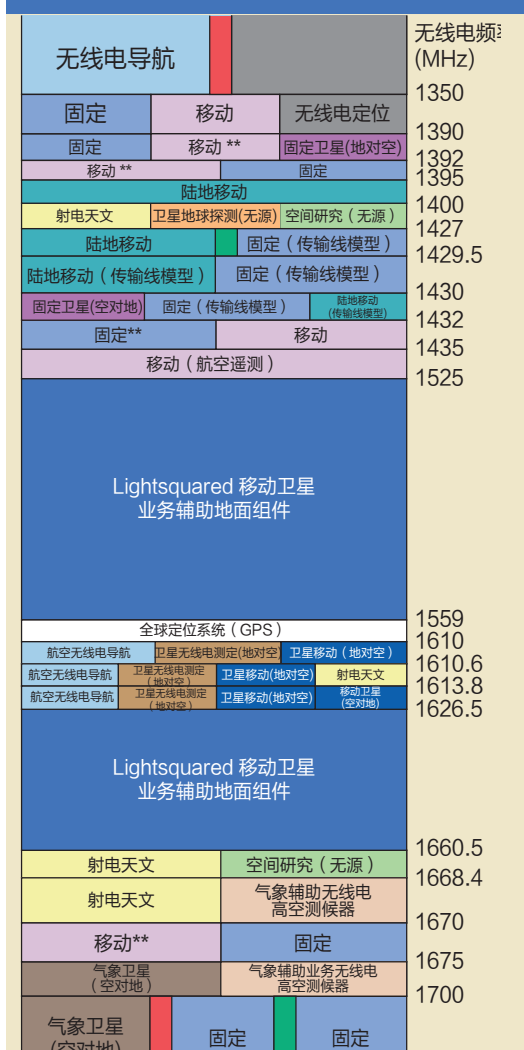 无线电导航
无线电频率
(MHz)
1350
固定 移动 无线电定位
1390
固定 移动 ** 固定卫星(地对空)
1392
移动 ** 固定
1395
陆地移动
1400
射电天文 卫星地球探测(无源) 空间研究（无源）
1427
陆地移动 固定（传输线模型）
1429.5
陆地移动（传输线模型） 固定（传输线模型）
1430
固定卫星(空对地) 固定（传输线模型） 陆地移动
(传输线模型)
1432
固定** 移动
1435
移动（航空遥测）
1525
Lightsquared 移动卫星
业务辅助地面组件
1559
全球定位系统（GPS）
1610
航空无线电导航 卫星无线电测定(地对空) 卫星移动（地对空）
1610.6
航空无线电导航 卫星无线电测定
（地对空） 卫星移动(地对空) 射电天文
1613.8
航空无线电导航 卫星无线电测定
（地对空） 卫星移动(地对空) 移动卫星
(空对地)
1626.5
Lightsquared 移动卫星
业务辅助地面组件
1660.5
射电天文 空间研究（无源）
1668.4
射电天文 气象辅助无线电
高空测候器
1670
移动** 固定
1675
气象卫星
（空对地） 气象辅助业务无线电
高空测候器
1700
气象卫星
(空对地) 固定 固定